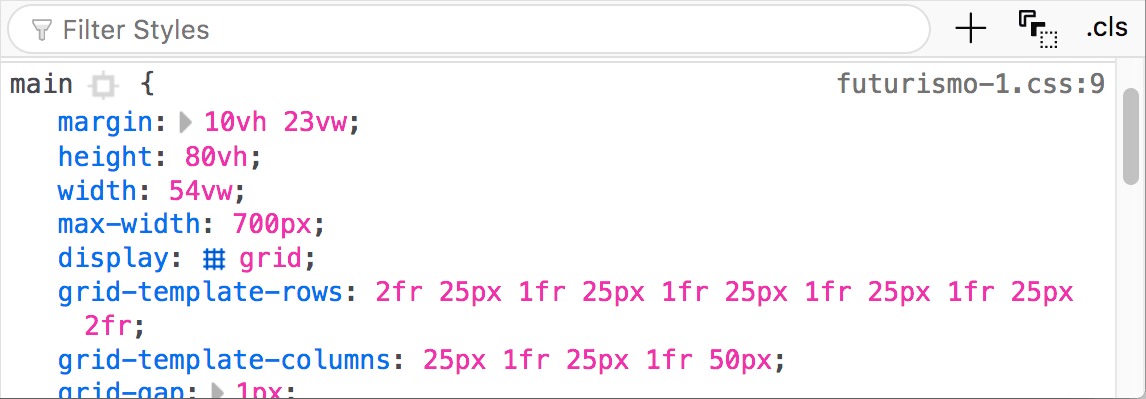 Filter Styles
.cls
main {
futurismo-1.css:9
margin: 10vh 23vw;
height: 80vh;
width: 54vw;
max-width: 700px;
display: grid;
grid-template-rows: 2fr 25px 1fr 25px 1fr 25px 1fr 25px 1fr 25px
2fr;
grid-template-columns: 25px 1fr 25px 1fr 50px;
grid-gap: 1px;